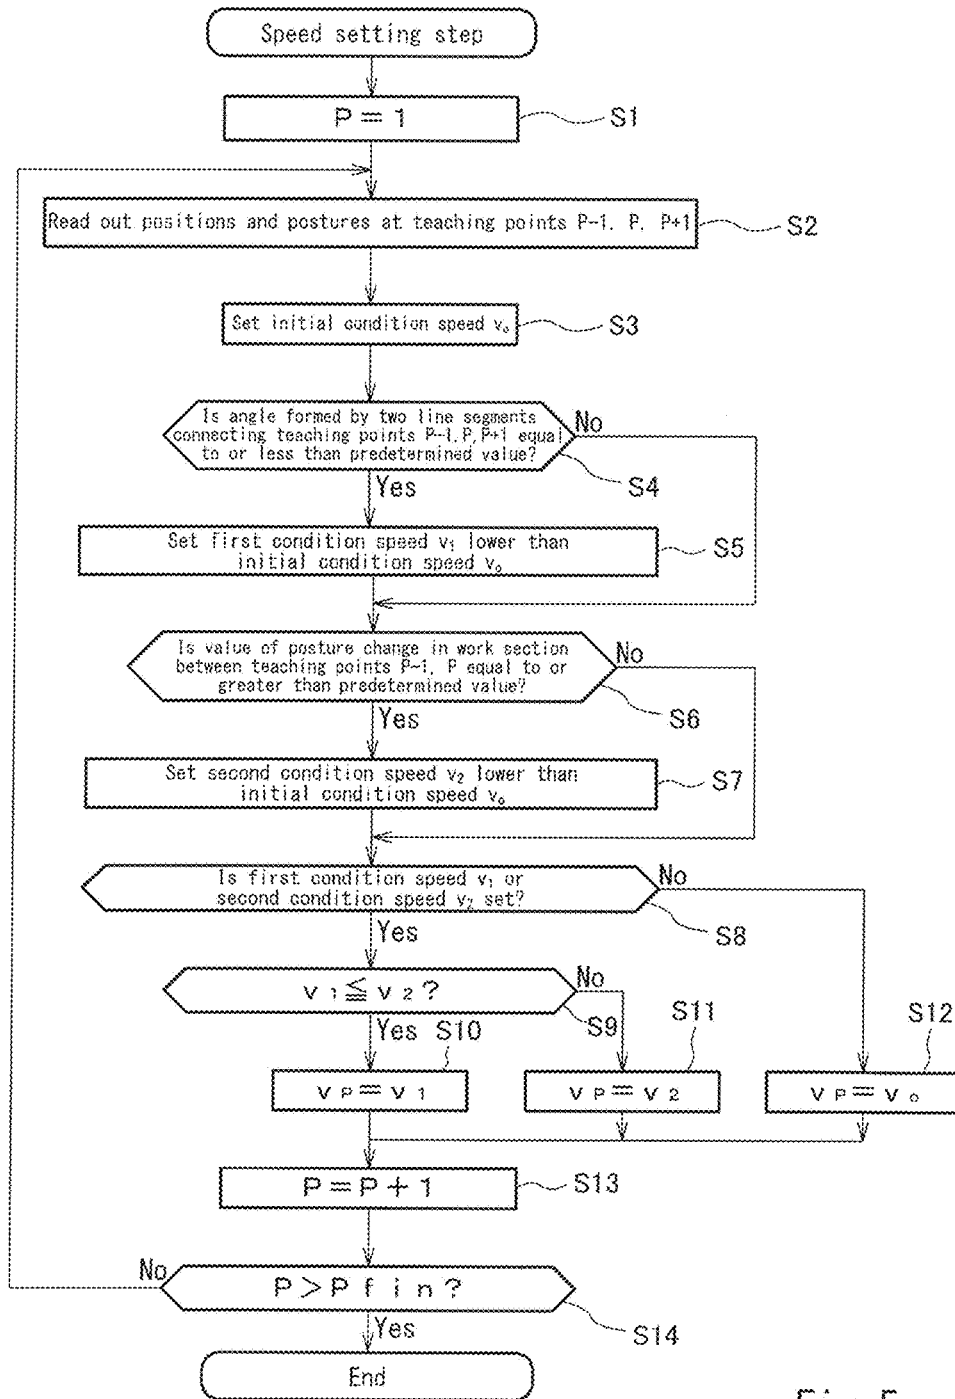 Speed setting step
P = 1
S1
Read out positions and postures at teaching points P-1, P, P+1
S2
Set initial condition speed v₀
S3
Is angle formed by two line segments
connecting teaching points P-1, P, P+1 equal
to or less than predetermined value?
No
S4
Yes
Set first condition speed v₁ lower than
initial condition speed v₀
S5
Is value of posture change in work section
between teaching points P-1, P equal to or
greater than predetermined value?
No
S6
Yes
Set second condition speed v₂ lower than
initial condition speed v₀
S7
Is first condition speed v₁ or
second condition speed v₂ set?
No
S8
Yes
v₁ ≦ v₂ ?
No
S9
Yes
S10
S11
S12
v_P = v₁
v_P = v₂
v_P = v₀
P = P + 1
S13
P > P f i n ?
No
S14
Yes
End